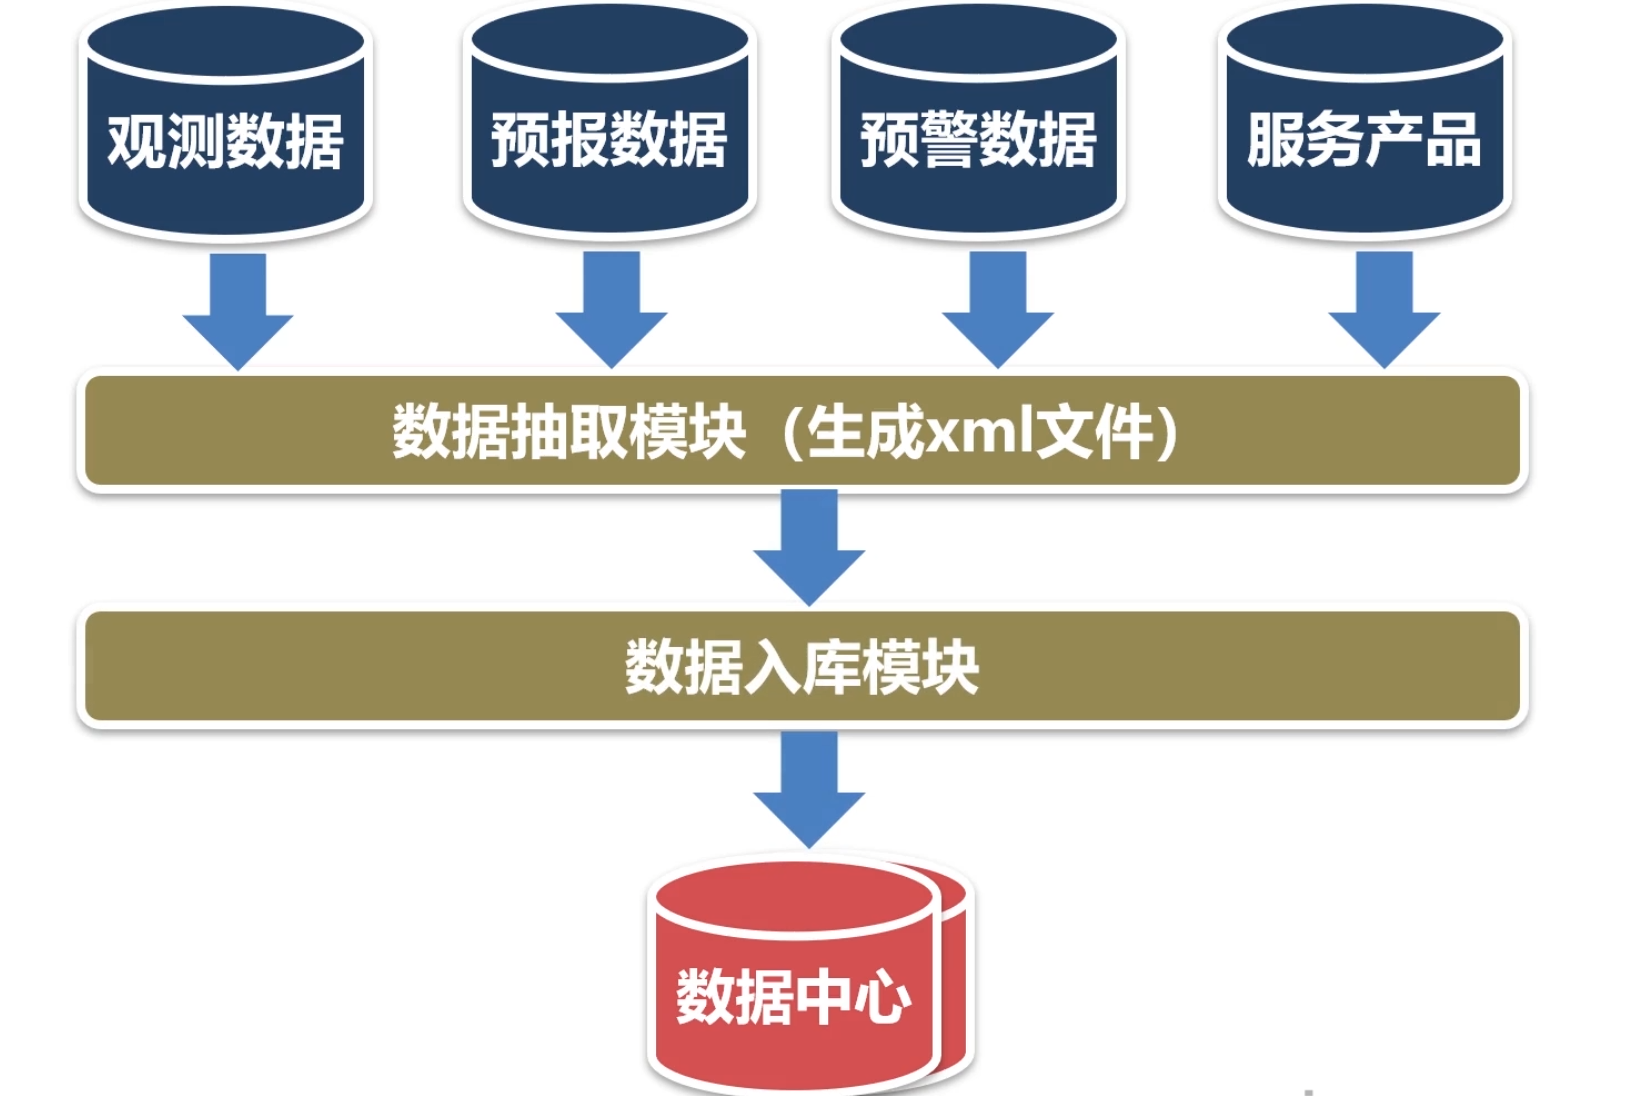 观测数据
预报数据
预警数据
服务产品
数据抽取模块（生成xml文件）
数据入库模块
数据中心